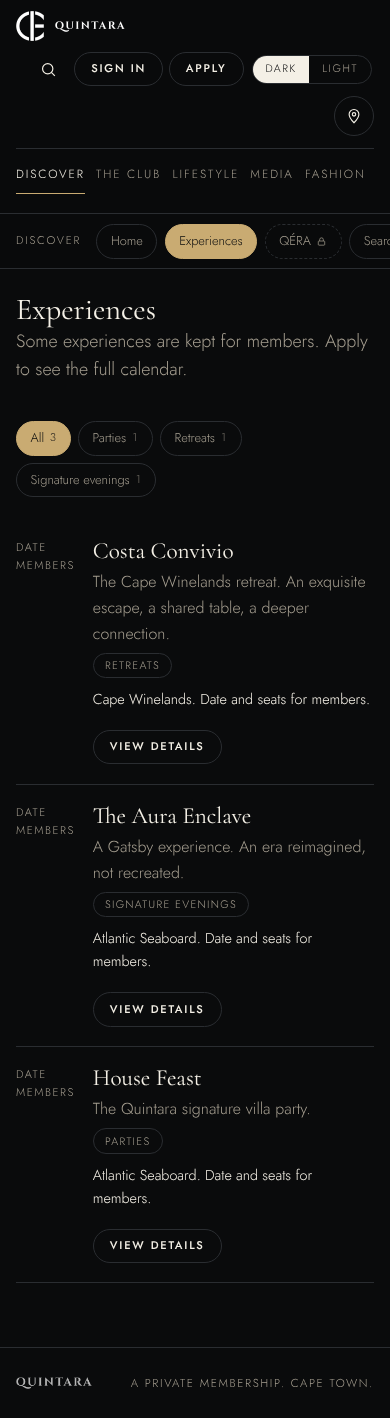 QUINTARA
SIGN IN
APPLY
DARK
LIGHT
DISCOVER THE CLUB LIFESTYLE MEDIA FASHION
DISCOVER
Home
Experiences
QÉRA
Experiences
Some experiences are kept for members. Apply
to see the full calendar.
All 3
Parties 1
Retreats 1
Signature evenings 1
DATE
MEMBERS
Costa Convivio
The Cape Winelands retreat. An exquisite
escape, a shared table, a deeper
connection.
RETREATS
Cape Winelands. Date and seats for members.
VIEW DETAILS
DATE
MEMBERS
The Aura Enclave
A Gatsby experience. An era reimagined,
not recreated.
SIGNATURE EVENINGS
Atlantic Seaboard. Date and seats for
members.
VIEW DETAILS
DATE
MEMBERS
House Feast
The Quintara signature villa party.
PARTIES
Atlantic Seaboard. Date and seats for
members.
VIEW DETAILS
QUINTARA
A PRIVATE MEMBERSHIP. CAPE TOWN.